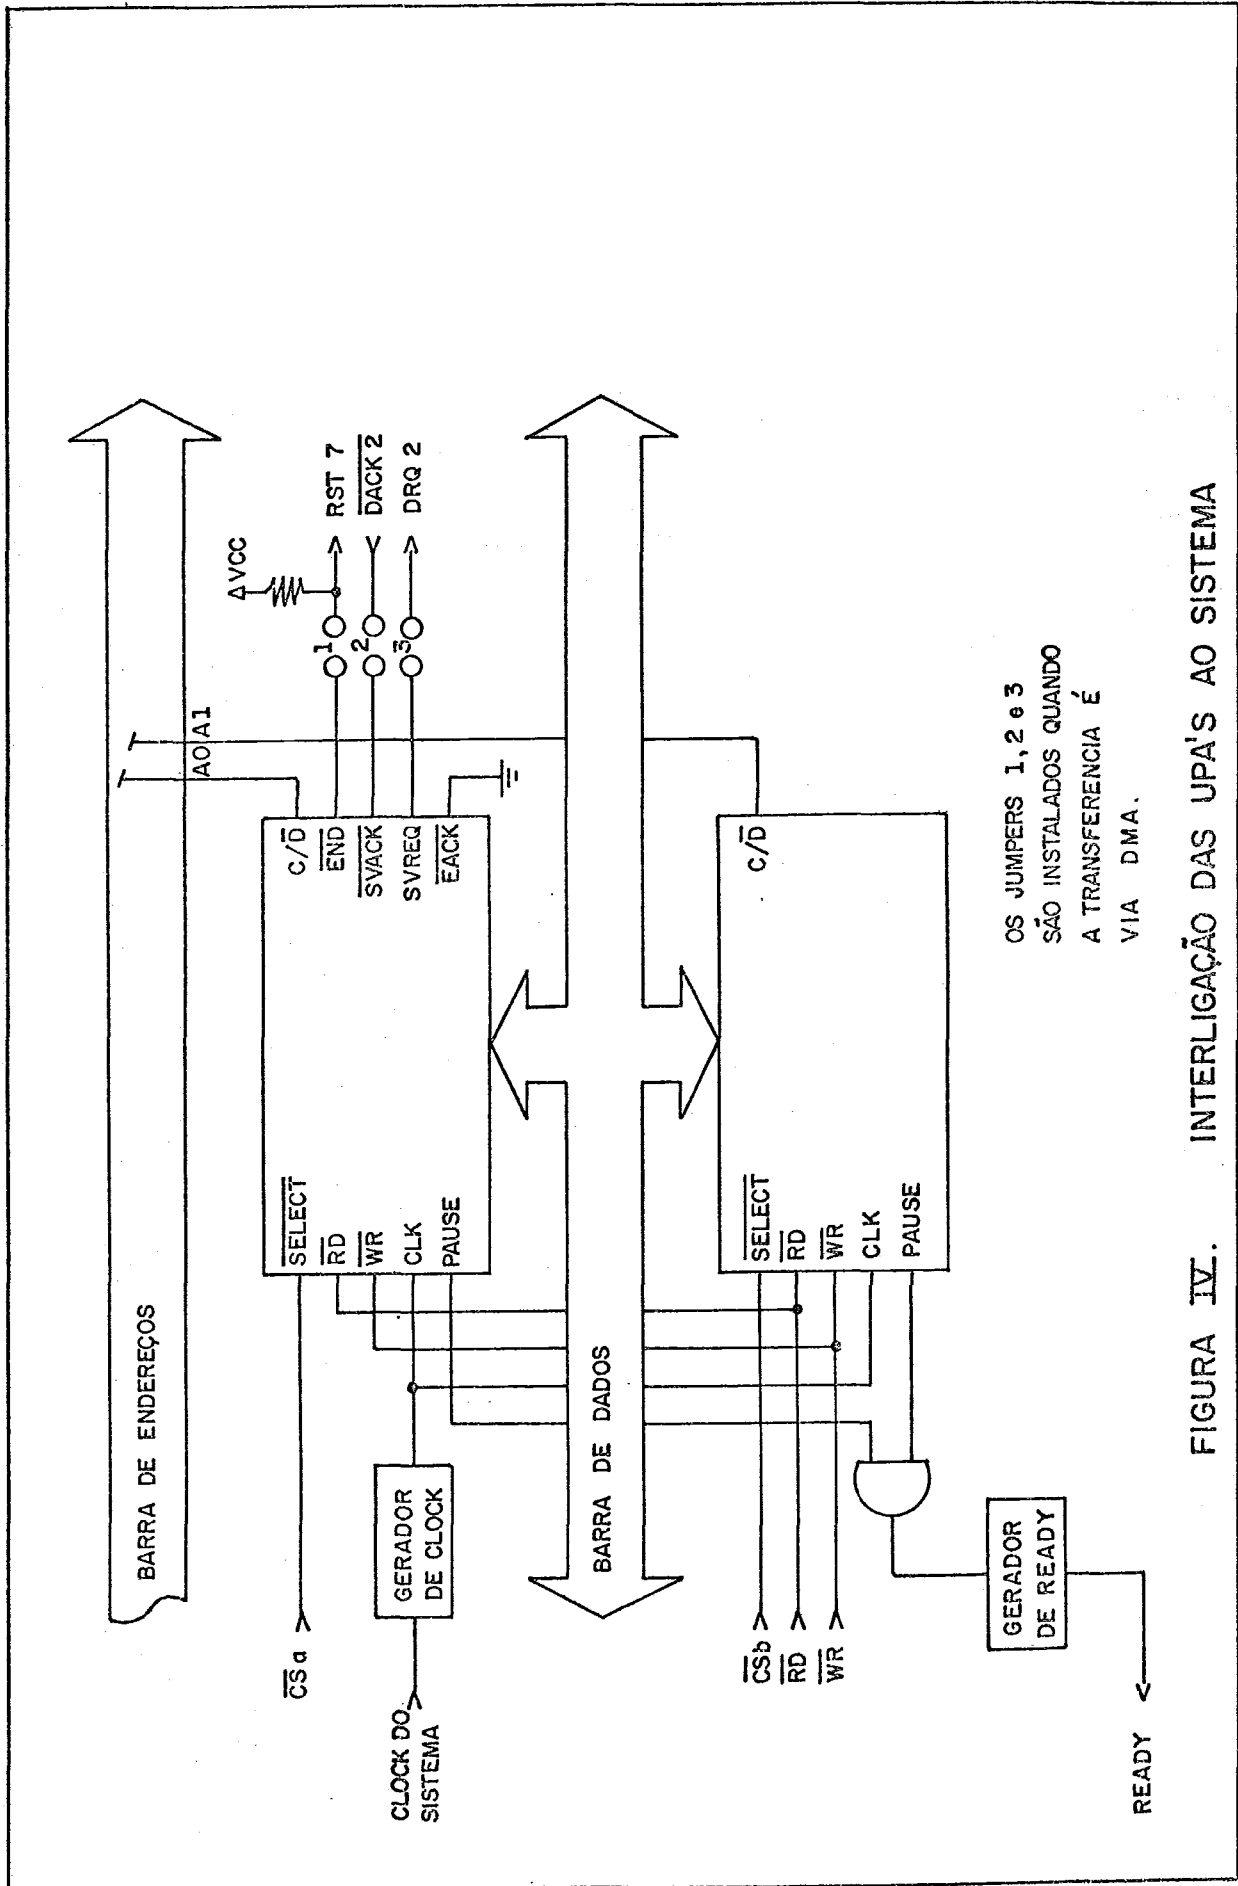 BARRA DE ENDEREÇOS
A0 A1
VCC
CSa
SELECT
RD
WR
CLK
PAUSE
C/D
END
SVACK
SVREQ
EACK
1
2
3
RST 7
DACK 2
DRQ 2
CLOCK DO
SISTEMA
GERADOR
DE CLOCK
BARRA DE DADOS
CSb
RD
WR
SELECT
RD
WR
CLK
PAUSE
C/D
GERADOR
DE READY
READY
OS JUMPERS 1, 2 e 3
SÃO INSTALADOS QUANDO
A TRANSFERENCIA É
VIA DMA.
FIGURA IV. INTERLIGAÇÃO DAS UPA'S AO SISTEMA